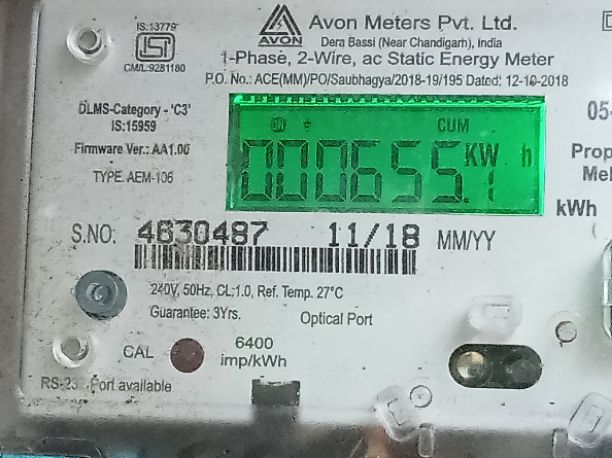 IS:13779
ISI
CM/L:9281180
AVON
Avon Meters Pvt. Ltd.
Dera Bassi (Near Chandigarh), India
1-Phase, 2-Wire, ac Static Energy Meter
P.O. No.: ACE(MM)/PO/Saubhagya/2018-19/195 Dated: 12-10-2018
DLMS-Category - 'C3'
IS:15959
Firmware Ver.: AA1.00
TYPE. AEM-106
ON CUM
000655.1 KW h
05-
Prop
Me
kWh
S.NO. 4630487 11/18 MM/YY
240V, 50Hz, CL:1.0, Ref. Temp. 27°C
Guarantee: 3Yrs.
Optical Port
CAL
6400
imp/kWh
Port available